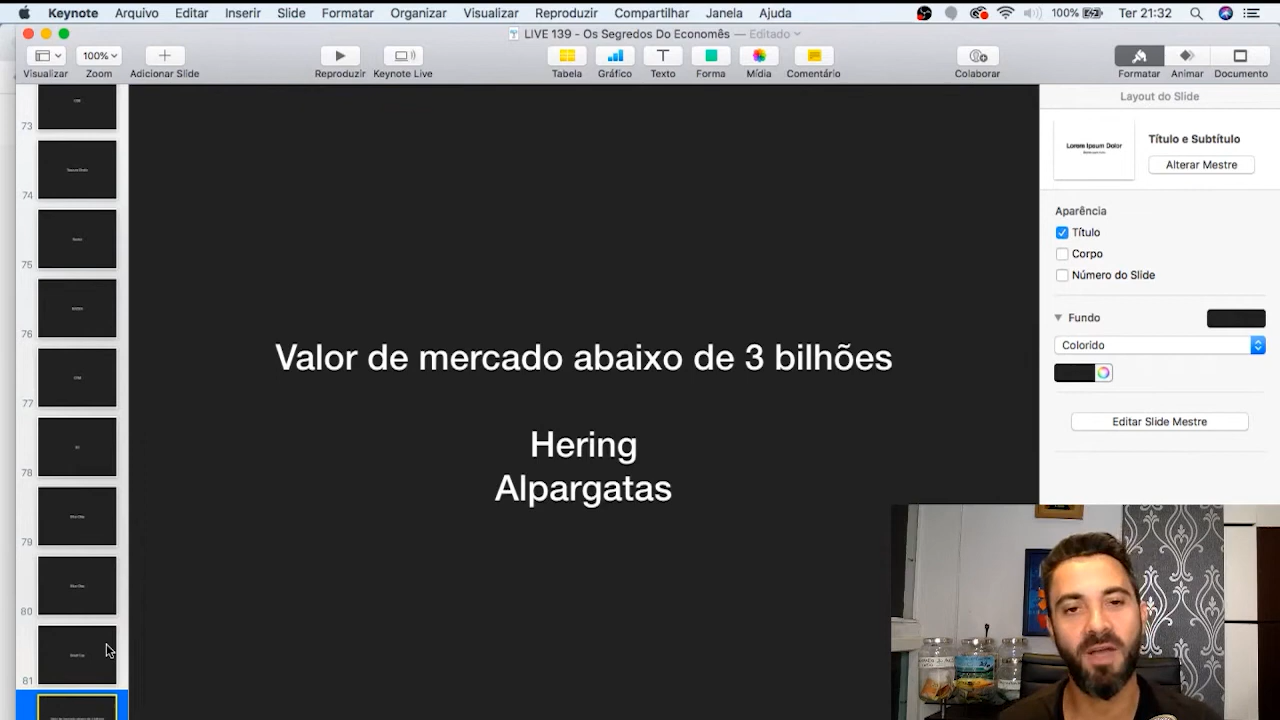 Keynote Arquivo Editar Inserir Slide Formatar Organizar Visualizar Reproduzir Compartilhar Janela Ajuda 100% Ter 21:32
LIVE 139 - Os Segredos Do Economês — Editado
100%
Visualizar Zoom Adicionar Slide Reproduzir Keynote Live Tabela Gráfico Texto Forma Mídia Comentário Colaborar Formatar Animar Documento
Layout do Slide
Lorem Ipsum Dolor
Título e Subtítulo
Alterar Mestre
Aparência
Título
Corpo
Número do Slide
Fundo
Colorido
Editar Slide Mestre
73
74
75
76
77
78
79
80
81
Valor de mercado abaixo de 3 bilhões
Hering
Alpargatas